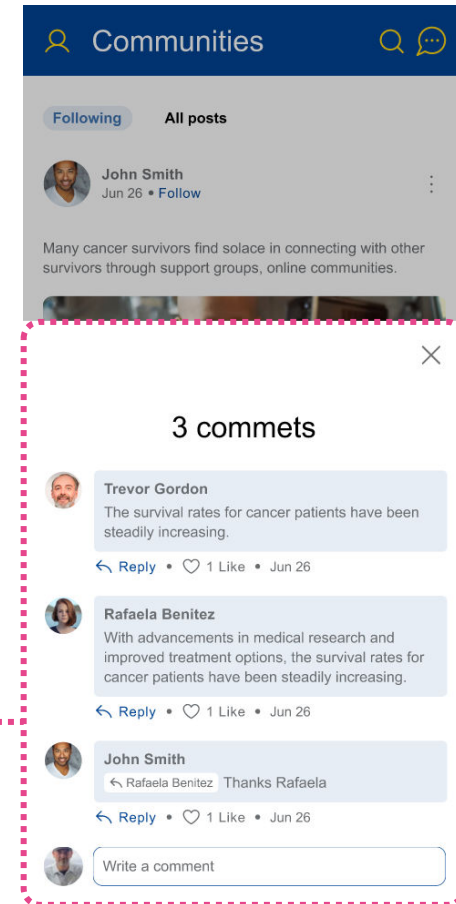 Communities
Following All posts
John Smith
Jun 26 • Follow
Many cancer survivors find solace in connecting with other
survivors through support groups, online communities.
3 commets
Trevor Gordon
The survival rates for cancer patients have been
steadily increasing.
Reply • 1 Like • Jun 26
Rafaela Benitez
With advancements in medical research and
improved treatment options, the survival rates for
cancer patients have been steadily increasing.
Reply • 1 Like • Jun 26
John Smith
Rafaela Benitez Thanks Rafaela
Reply • 1 Like • Jun 26
Write a comment